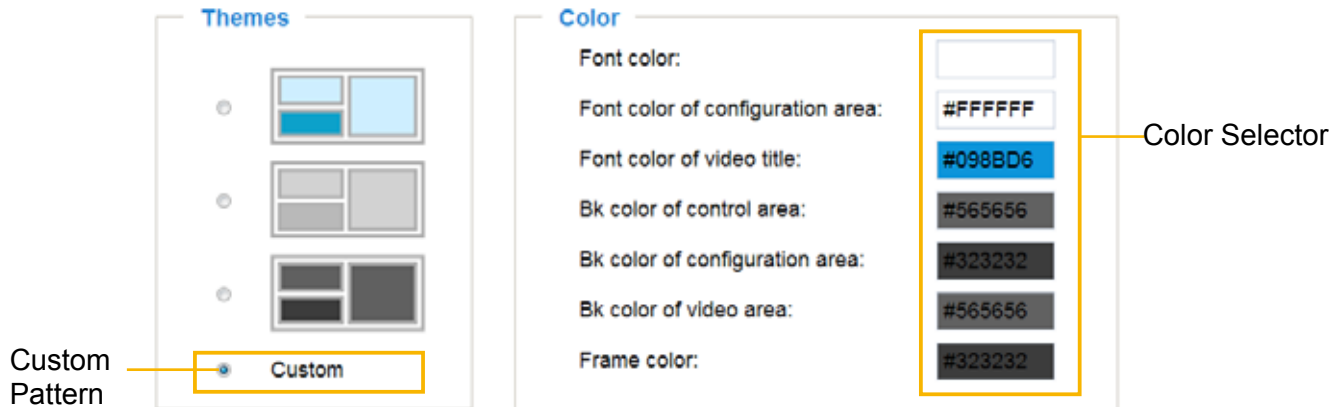 Themes
Custom
Color
Font color:
Font color of configuration area: #FFFFFF
Font color of video title: #098BD6
Bk color of control area: #565656
Bk color of configuration area: #323232
Bk color of video area: #565656
Frame color: #323232
Color Selector
Custom
Pattern